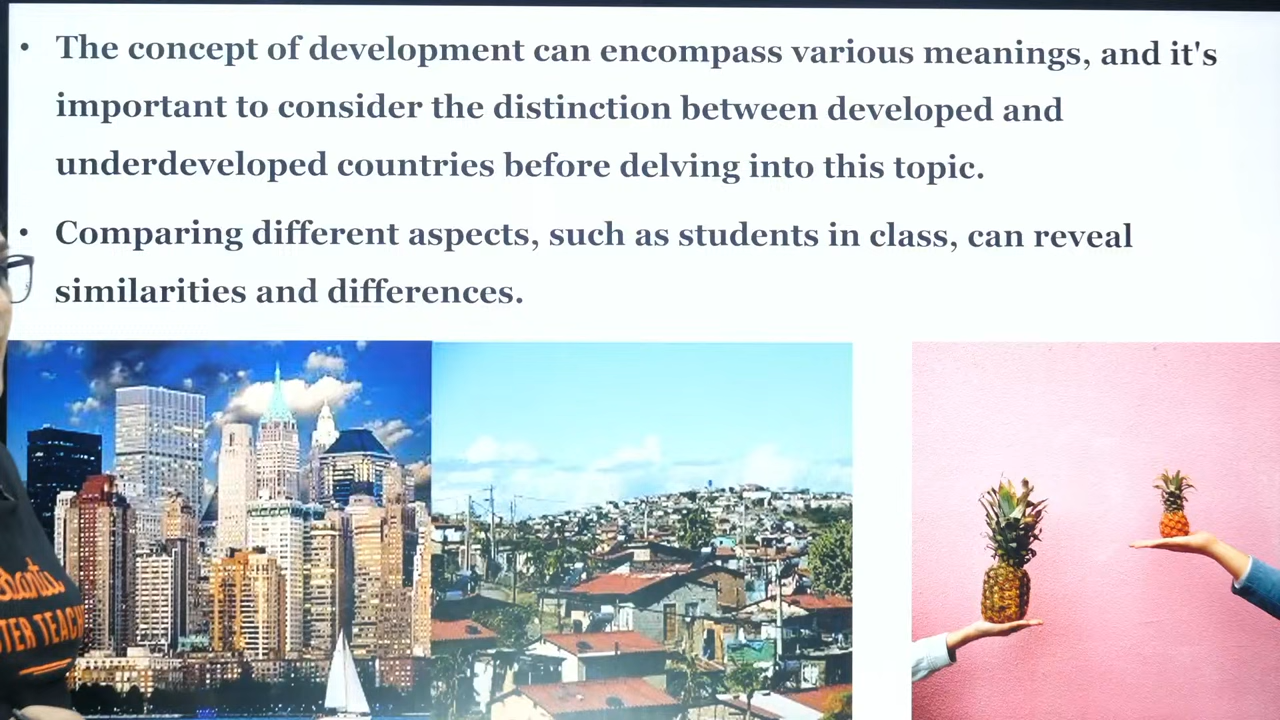 • The concept of development can encompass various meanings, and it's
important to consider the distinction between developed and
underdeveloped countries before delving into this topic.
• Comparing different aspects, such as students in class, can reveal
similarities and differences.